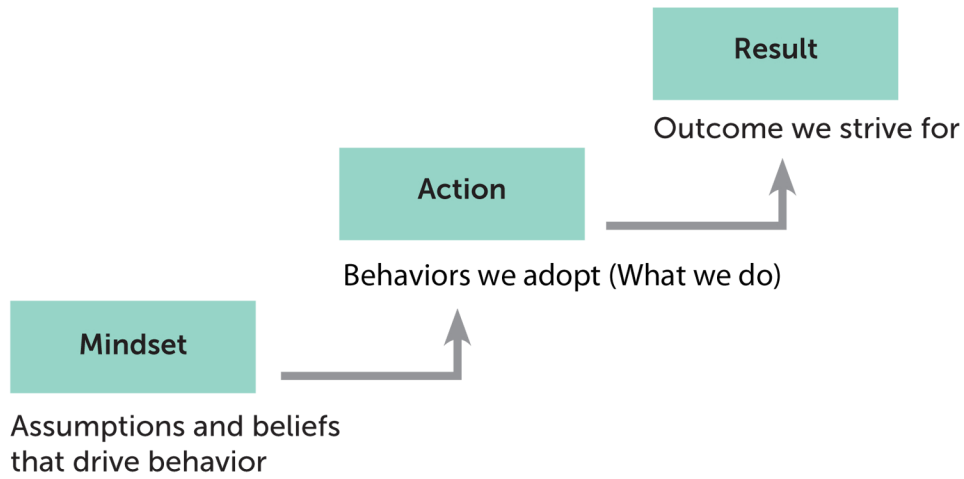 Result
Outcome we strive for
Action
Behaviors we adopt (What we do)
Mindset
Assumptions and beliefs
that drive behavior